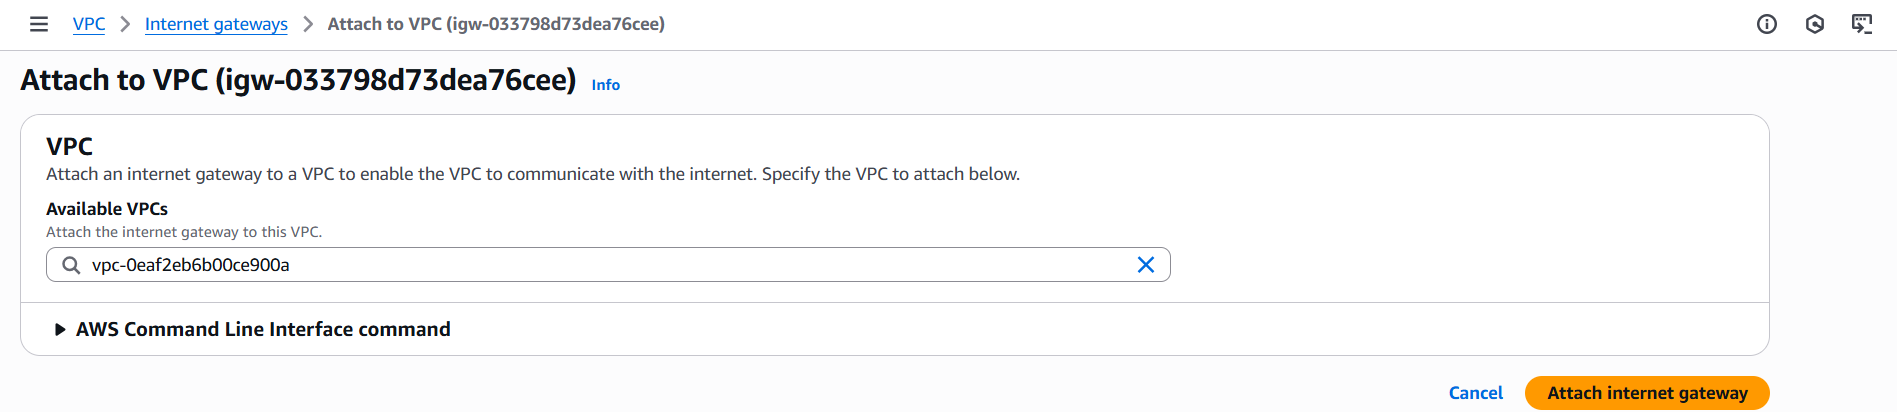 VPC > Internet gateways > Attach to VPC (igw-033798d73dea76cee)
Attach to VPC (igw-033798d73dea76cee) Info
VPC
Attach an internet gateway to a VPC to enable the VPC to communicate with the internet. Specify the VPC to attach below.
Available VPCs
Attach the internet gateway to this VPC.
vpc-0eaf2eb6b00ce900a
AWS Command Line Interface command
Cancel Attach internet gateway